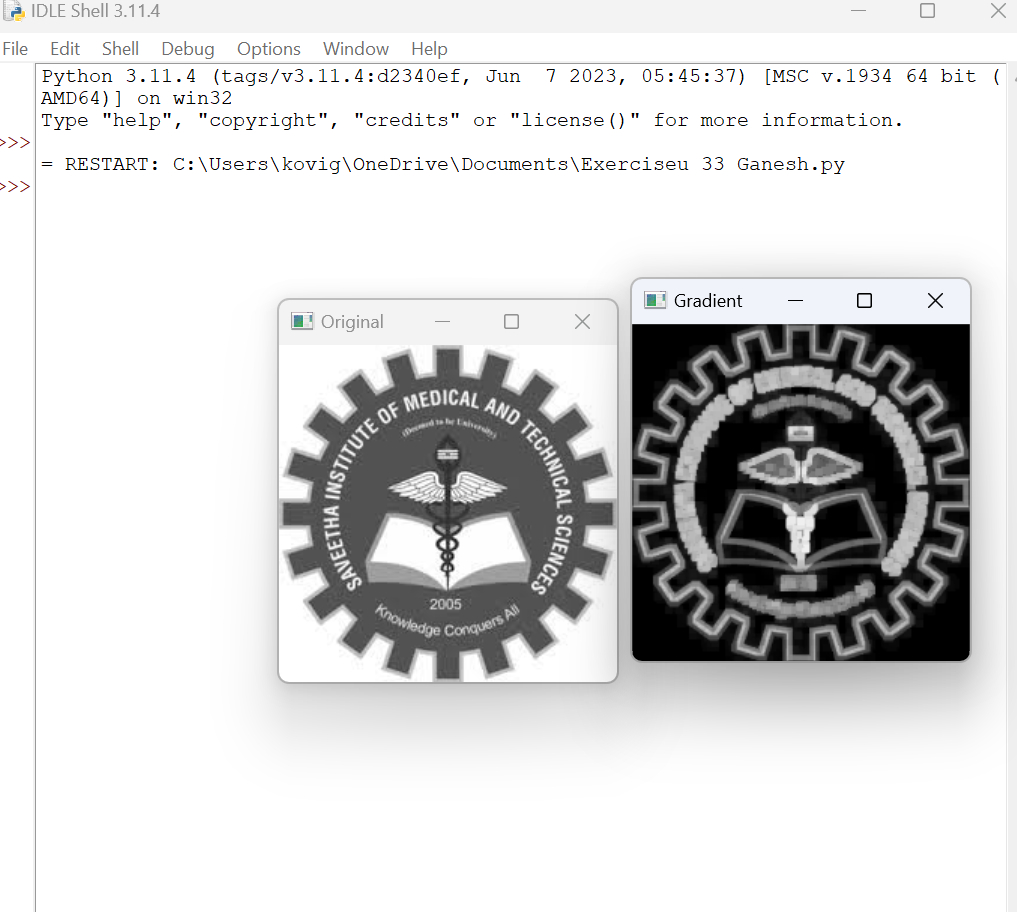 IDLE Shell 3.11.4
File Edit Shell Debug Options Window Help
Python 3.11.4 (tags/v3.11.4:d2340ef, Jun  7 2023, 05:45:37) [MSC v.1934 64 bit (
AMD64)] on win32
Type "help", "copyright", "credits" or "license()" for more information.
>>>
= RESTART: C:\Users\kovig\OneDrive\Documents\Exerciseu 33 Ganesh.py
>>>
Original
SAVEETHA INSTITUTE OF MEDICAL AND TECHNICAL SCIENCES
(Deemed to be University)
2005
Knowledge Conquers All
Gradient